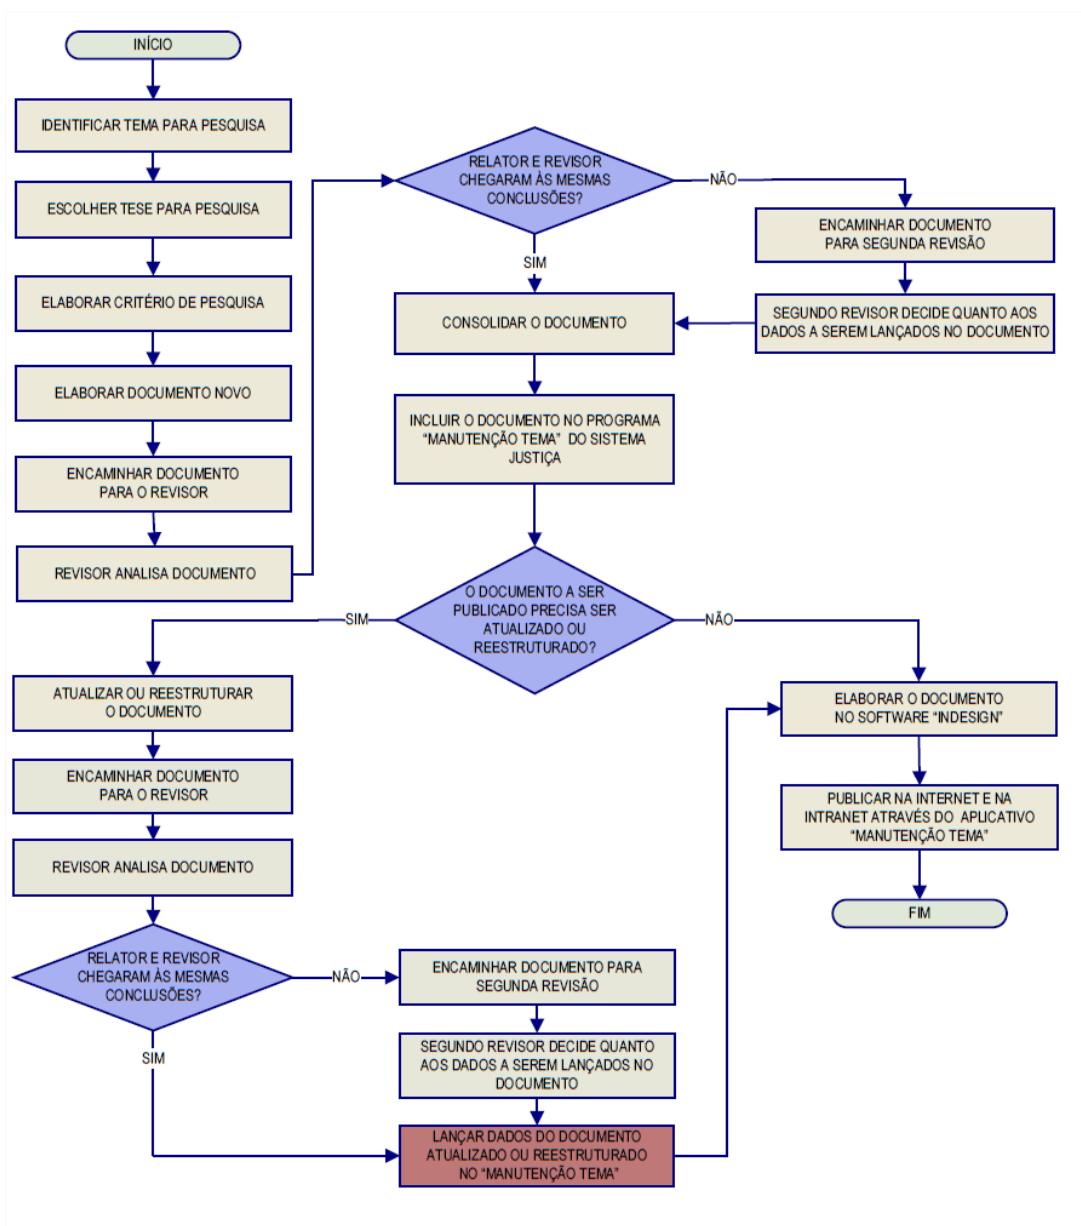 INÍCIO
IDENTIFICAR TEMA PARA PESQUISA
ESCOLHER TESE PARA PESQUISA
ELABORAR CRITÉRIO DE PESQUISA
ELABORAR DOCUMENTO NOVO
ENCAMINHAR DOCUMENTO
PARA O REVISOR
REVISOR ANALISA DOCUMENTO
RELATOR E REVISOR
CHEGARAM ÀS MESMAS
CONCLUSÕES?
NÃO
ENCAMINHAR DOCUMENTO
PARA SEGUNDA REVISÃO
SEGUNDO REVISOR DECIDE QUANTO AOS
DADOS A SEREM LANÇADOS NO DOCUMENTO
SIM
CONSOLIDAR O DOCUMENTO
INCLUIR O DOCUMENTO NO PROGRAMA
“MANUTENÇÃO TEMA” DO SISTEMA
JUSTIÇA
O DOCUMENTO A SER
PUBLICADO PRECISA SER
ATUALIZADO OU
REESTRUTURADO?
SIM
NÃO
ATUALIZAR OU REESTRUTURAR
O DOCUMENTO
ENCAMINHAR DOCUMENTO
PARA O REVISOR
REVISOR ANALISA DOCUMENTO
RELATOR E REVISOR
CHEGARAM ÀS MESMAS
CONCLUSÕES?
NÃO
SIM
ENCAMINHAR DOCUMENTO PARA
SEGUNDA REVISÃO
SEGUNDO REVISOR DECIDE QUANTO
AOS DADOS A SEREM LANÇADOS NO
DOCUMENTO
LANÇAR DADOS DO DOCUMENTO
ATUALIZADO OU REESTRUTURADO
NO “MANUTENÇÃO TEMA”
ELABORAR O DOCUMENTO
NO SOFTWARE “INDESIGN”
PUBLICAR NA INTERNET E NA
INTRANET ATRAVÉS DO APLICATIVO
“MANUTENÇÃO TEMA”
FIM